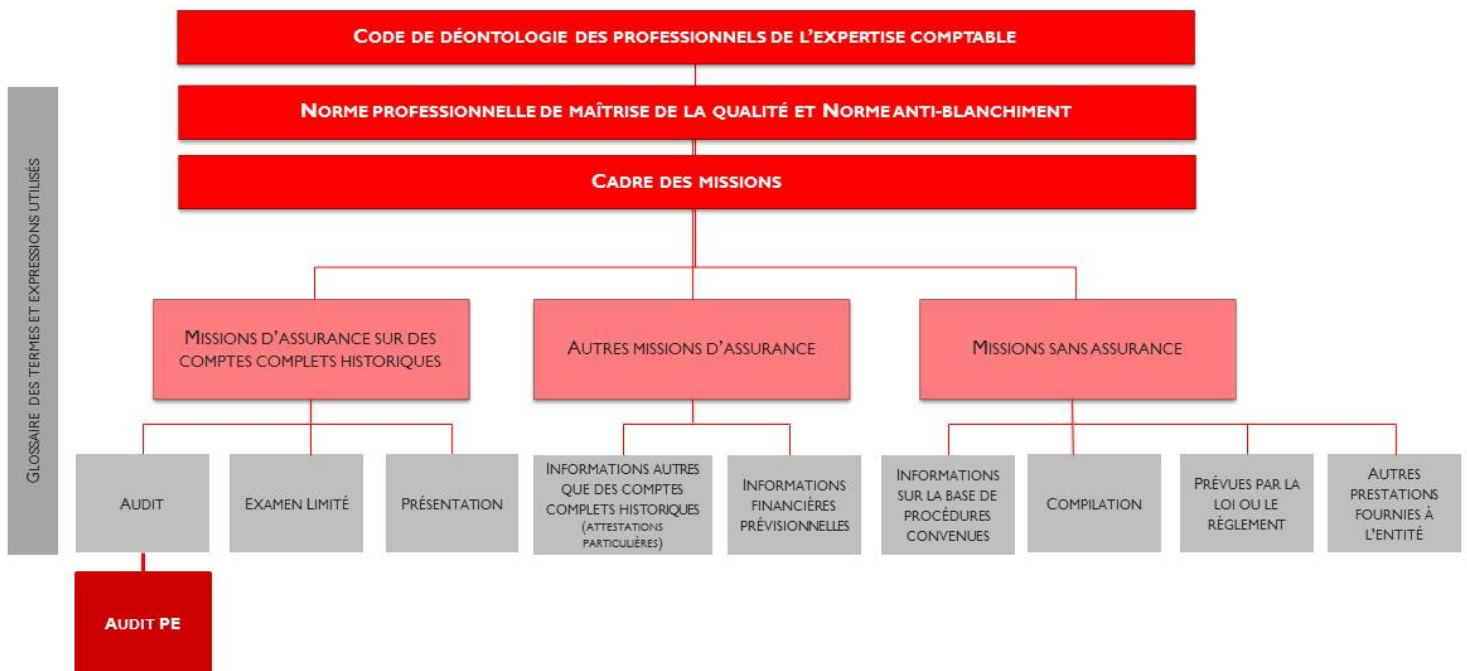 CODE DE DÉONTOLOGIE DES PROFESSIONNELS DE L'EXPERTISE COMPTABLE
NORME PROFESSIONNELLE DE MAÎTRISE DE LA QUALITÉ ET NORME ANTI-BLANCHIMENT
CADRE DES MISSIONS
GLOSSAIRE DES TERMES ET EXPRESSIONS UTILISÉS
MISSIONS D'ASSURANCE SUR DES
COMPTES COMPLETS HISTORIQUES
AUTRES MISSIONS D'ASSURANCE
MISSIONS SANS ASSURANCE
AUDIT
EXAMEN LIMITÉ
PRÉSENTATION
INFORMATIONS AUTRES
QUE DES COMPTES
COMPLETS HISTORIQUES
(ATTESTATIONS
PARTICULIÈRES)
INFORMATIONS
FINANCIÈRES
PRÉVISIONNELLES
INFORMATIONS
SUR LA BASE DE
PROCÉDURES
CONVENUES
COMPILATION
PRÉVUES PAR LA
LOI OU LE
RÈGLEMENT
AUTRES
PRESTATIONS
FOURNIES À
L'ENTITÉ
AUDIT PE